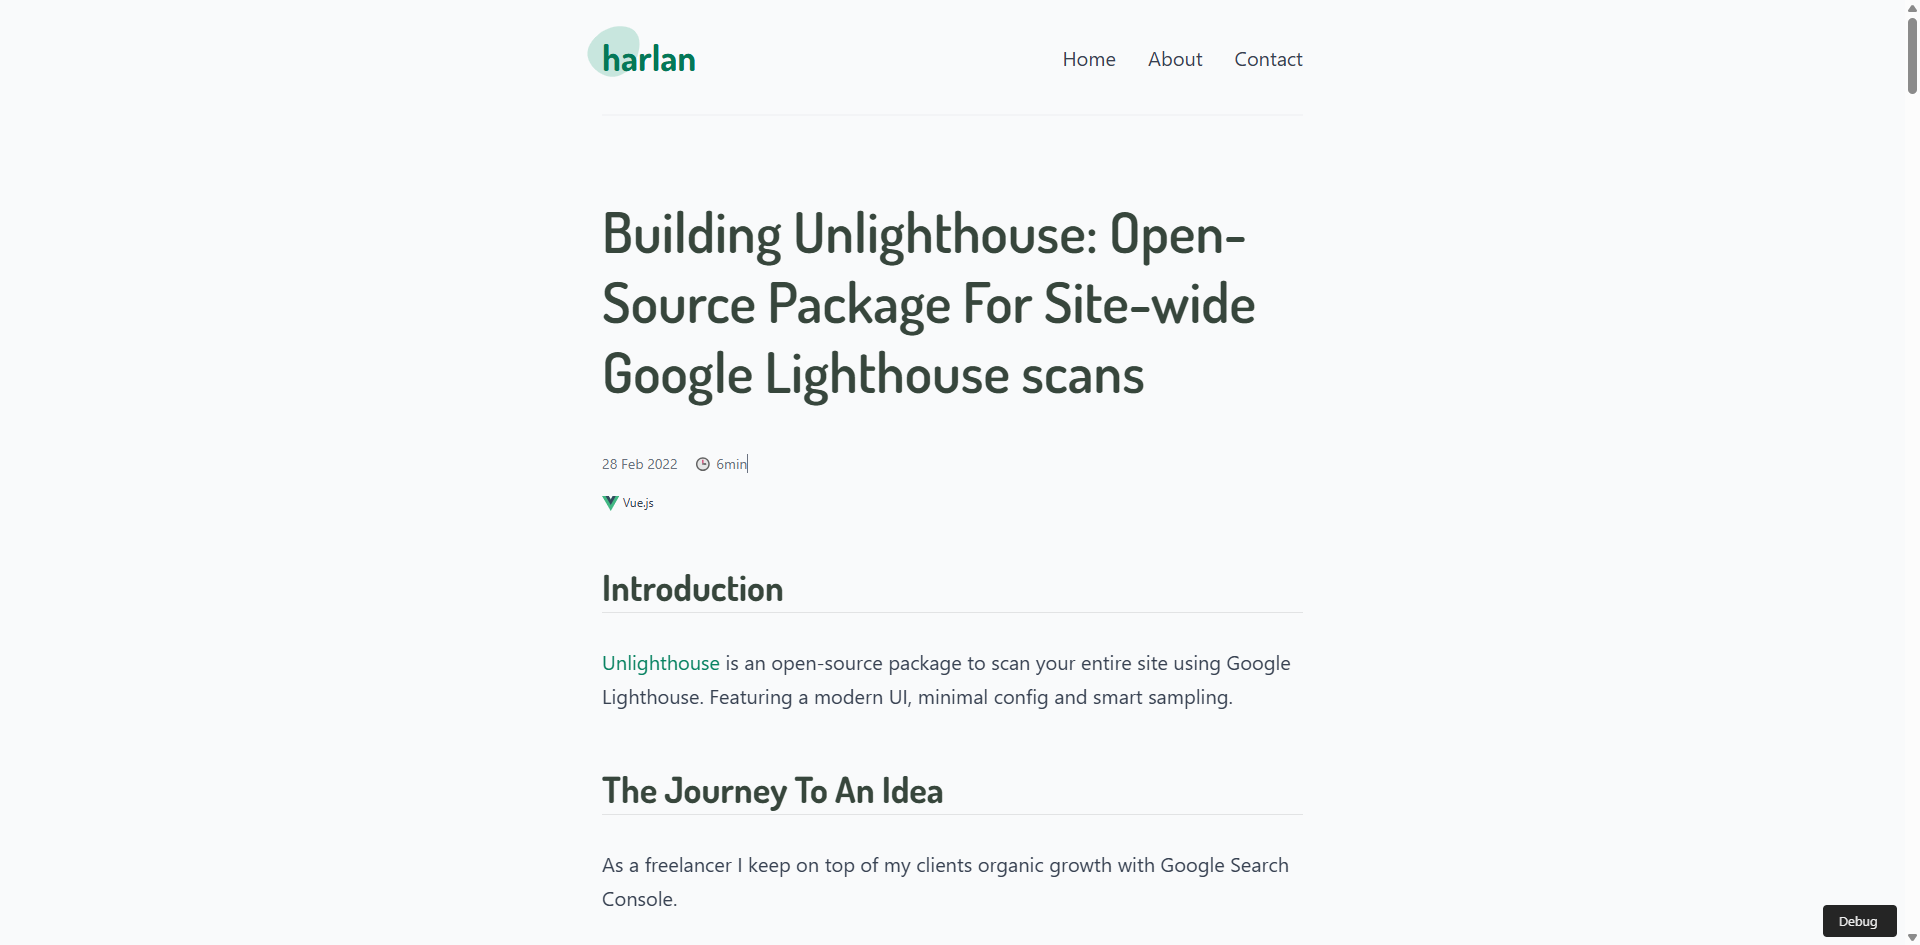 harlan
Home About Contact
Building Unlighthouse: Open-
Source Package For Site-wide
Google Lighthouse scans
28 Feb 2022 6min
Vue.js
Introduction
Unlighthouse is an open-source package to scan your entire site using Google
Lighthouse. Featuring a modern UI, minimal config and smart sampling.
The Journey To An Idea
As a freelancer I keep on top of my clients organic growth with Google Search
Console.
Debug